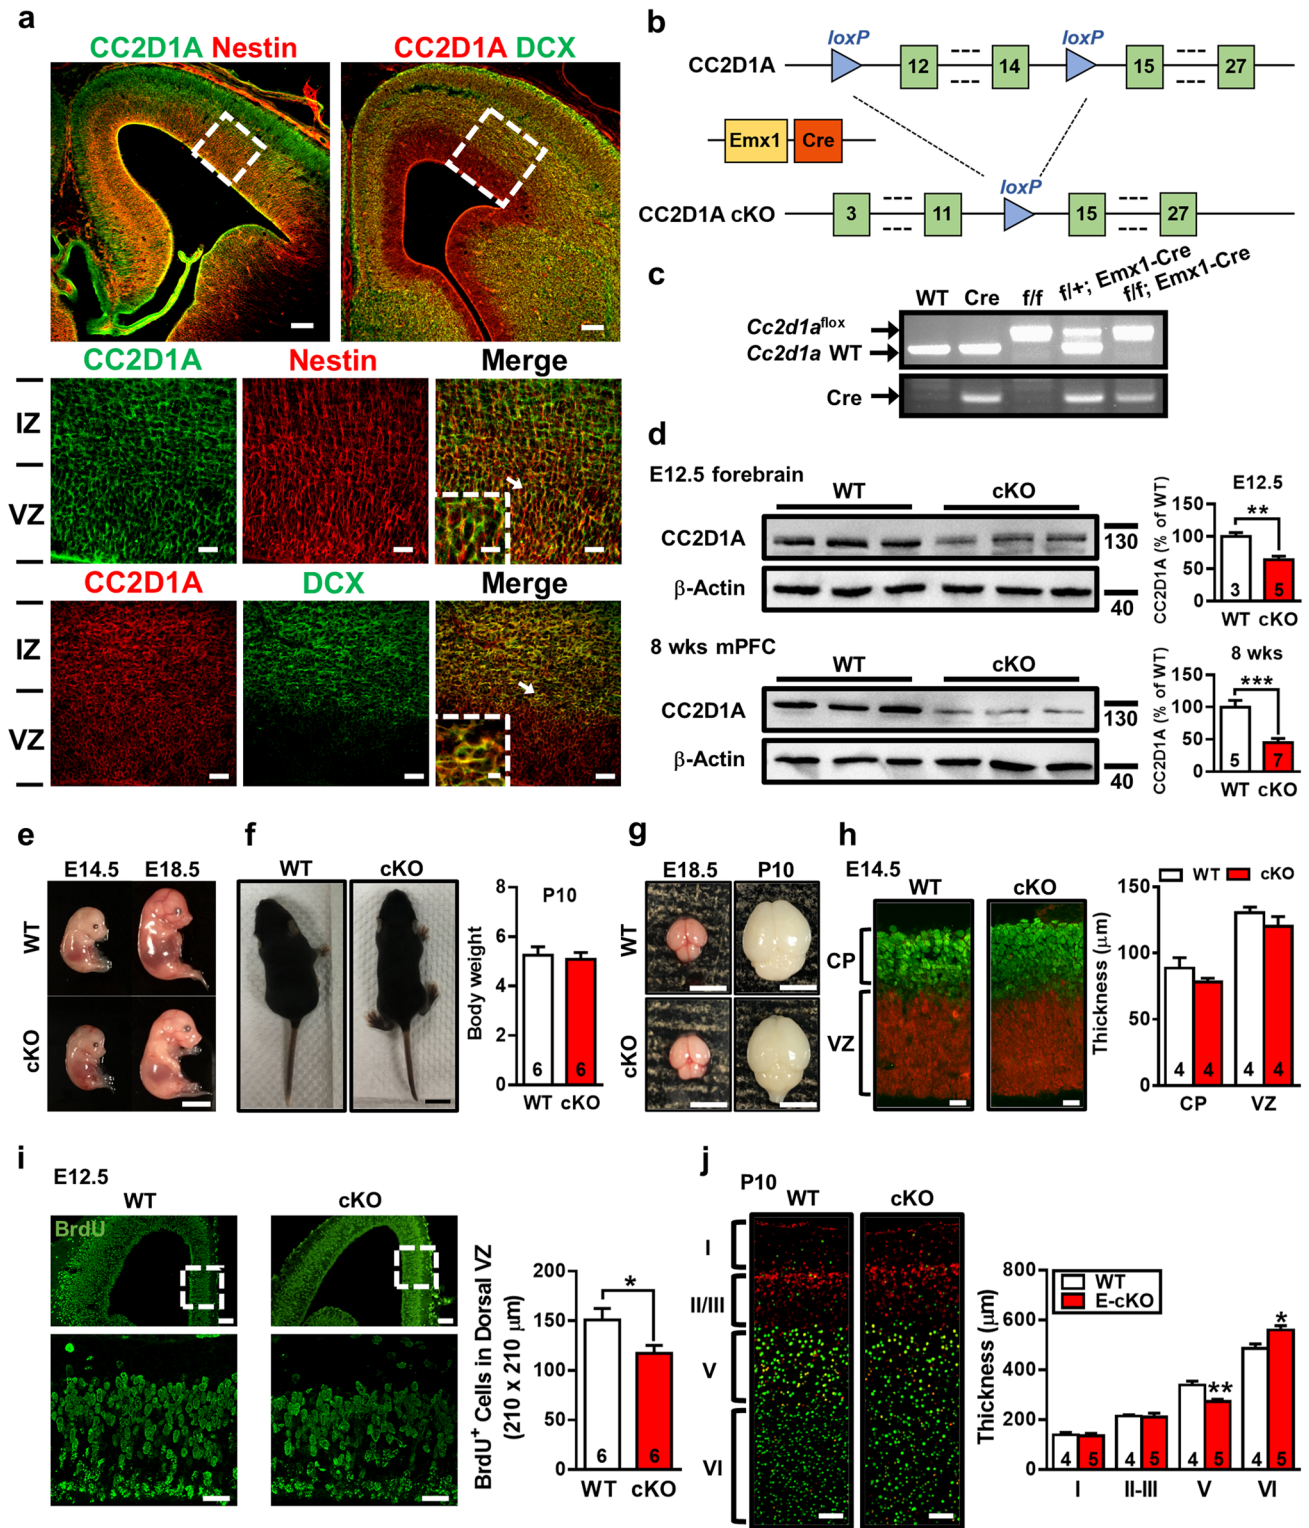 a
CC2D1A Nestin
CC2D1A DCX
CC2D1A
Nestin
Merge
IZ
VZ
CC2D1A
DCX
Merge
IZ
VZ
b
loxP
loxP
CC2D1A
12
14
15
27
Emx1
Cre
loxP
CC2D1A cKO
3
11
15
27
c
WT
Cre
f/f
f/+; Emx1-Cre
f/f; Emx1-Cre
Cc2d1a^flox
Cc2d1a WT
Cre
d
E12.5 forebrain
WT
cKO
CC2D1A
130
β-Actin
40
E12.5
CC2D1A (% of WT)
150
100
50
0
**
3
5
WT
cKO
8 wks mPFC
WT
cKO
CC2D1A
130
β-Actin
40
8 wks
CC2D1A (% of WT)
150
100
50
0
***
5
7
WT
cKO
e
E14.5
E18.5
WT
cKO
f
WT
cKO
P10
Body weight
8
6
4
2
0
6
6
WT
cKO
g
E18.5
P10
WT
cKO
h
E14.5
WT
cKO
CP
VZ
WT
cKO
Thickness (μm)
150
100
50
0
4
4
4
4
CP
VZ
i
E12.5
WT
cKO
BrdU
BrdU⁺ Cells in Dorsal VZ
(210 x 210 μm)
200
150
100
50
0
*
6
6
WT
cKO
j
P10
WT
cKO
I
II/III
V
VI
Thickness (μm)
800
600
400
200
0
WT
E-cKO
**
*
4
5
4
5
4
5
4
5
I
II-III
V
VI